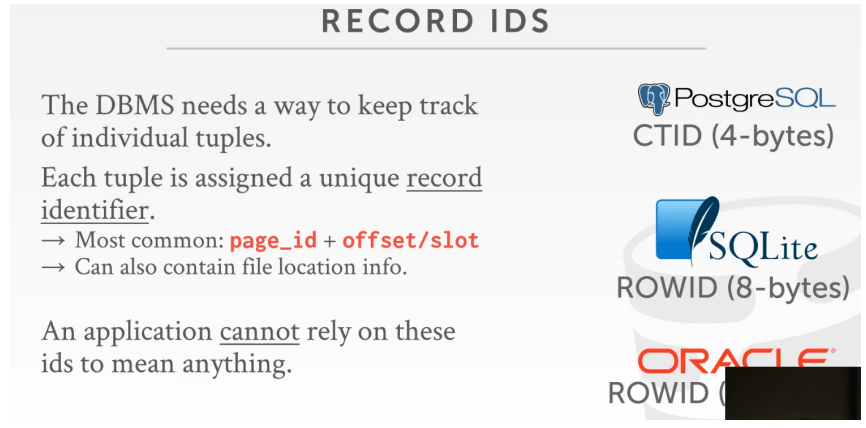 RECORD IDS
The DBMS needs a way to keep track
of individual tuples.
Each tuple is assigned a unique record
identifier.
→ Most common: page_id + offset/slot
→ Can also contain file location info.
An application cannot rely on these
ids to mean anything.
PostgreSQL
CTID (4-bytes)
SQLite
ROWID (8-bytes)
ORACLE®
ROWID (